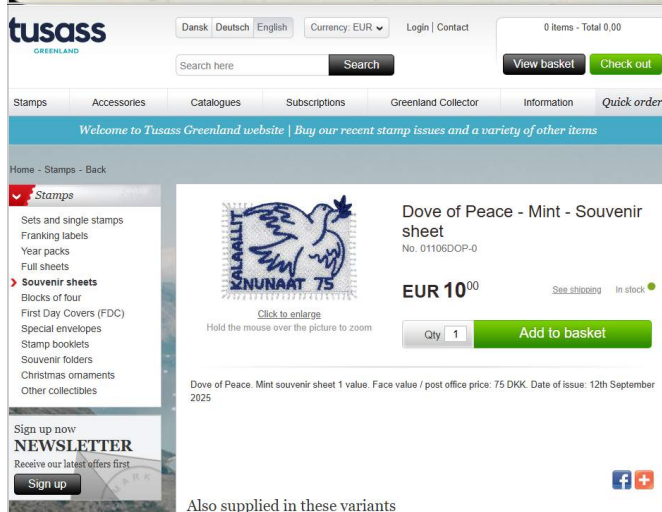 tusass
GREENLAND
Dansk Deutsch English
Currency: EUR
Login | Contact
0 items - Total 0,00
Search here
Search
View basket
Check out
Stamps Accessories Catalogues Subscriptions Greenland Collector Information Quick order
Welcome to Tusass Greenland website | Buy our recent stamp issues and a variety of other items
Home - Stamps - Back
Stamps
Sets and single stamps
Franking labels
Year packs
Full sheets
Souvenir sheets
Blocks of four
First Day Covers (FDC)
Special envelopes
Stamp booklets
Souvenir folders
Christmas ornaments
Other collectibles
Sign up now
NEWSLETTER
Receive our latest offers first
Sign up
MARK
KALAALLIT
NUNAAT 75
Click to enlarge
Hold the mouse over the picture to zoom
Dove of Peace - Mint - Souvenir
sheet
No. 01106DOP-0
EUR 10⁰⁰
See shipping
In stock
Qty 1
Add to basket
Dove of Peace. Mint souvenir sheet 1 value. Face value / post office price: 75 DKK. Date of issue: 12th September
2025
Also supplied in these variants